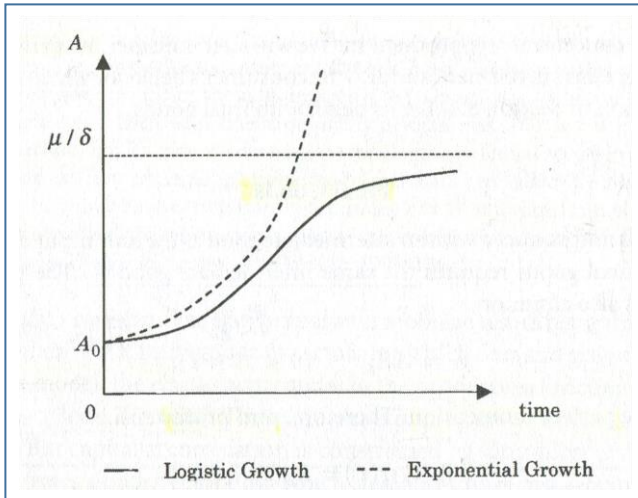 A
μ / δ
A₀
0
time
Logistic Growth
Exponential Growth